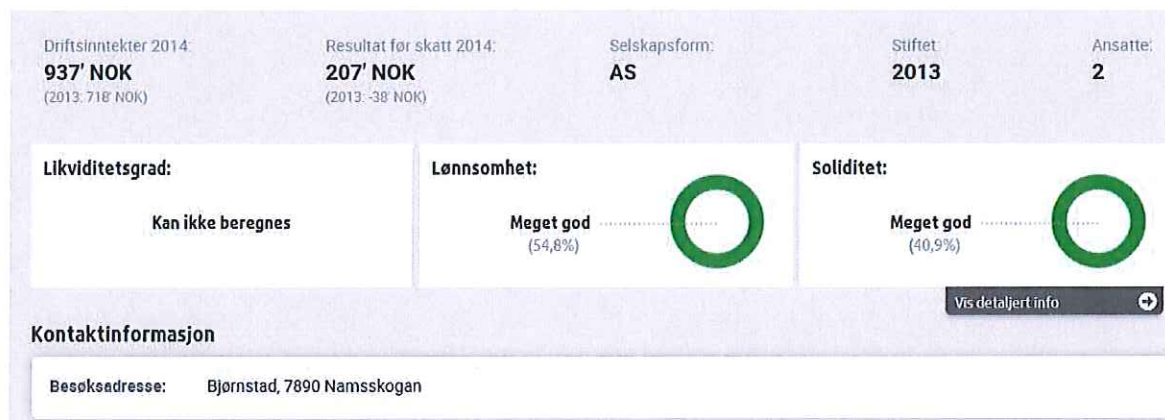 Driftsinntekter 2014:
937' NOK
(2013: 718' NOK)
Resultat før skatt 2014:
207' NOK
(2013: -38' NOK)
Selskapsform:
AS
Stiftet:
2013
Ansatte:
2
Likviditetsgrad:
Kan ikke beregnes
Lønnsomhet:
Meget god
(54,8%)
Soliditet:
Meget god
(40,9%)
Vis detaljert info
Kontaktinformasjon
Besøksadresse: Bjørnstad, 7890 Namsskogan